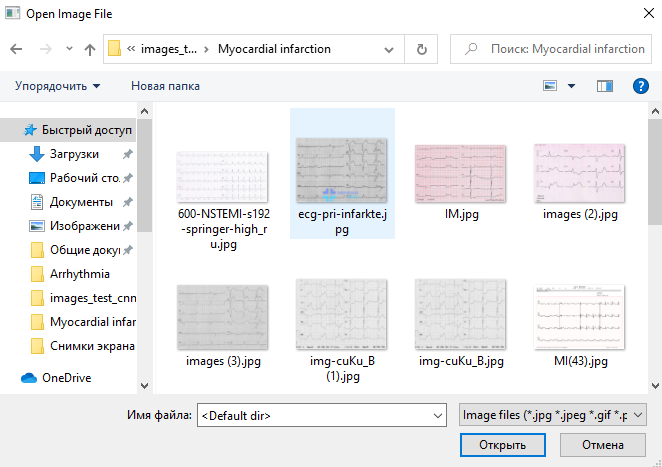 Open Image File
« images_t... › Myocardial infarction
Поиск: Myocardial infarction
Упорядочить
Новая папка
Быстрый доступ
Загрузки
Рабочий сто.
Документы
Изображени
Общие докум
Arrhythmia
images_test_cnn
Myocardial infar
Снимки экрана
OneDrive
600-NSTEMI-s192
-springer-high_r
u.jpg
ecg-pri-infarkte.j
pg
IM.jpg
images (2).jpg
images (3).jpg
img-cuKu_B
(1).jpg
img-cuKu_B.jpg
MI(43).jpg
Имя файла:
<Default dir>
Image files (*.jpg *.jpeg *.gif *.p
Открыть
Отмена